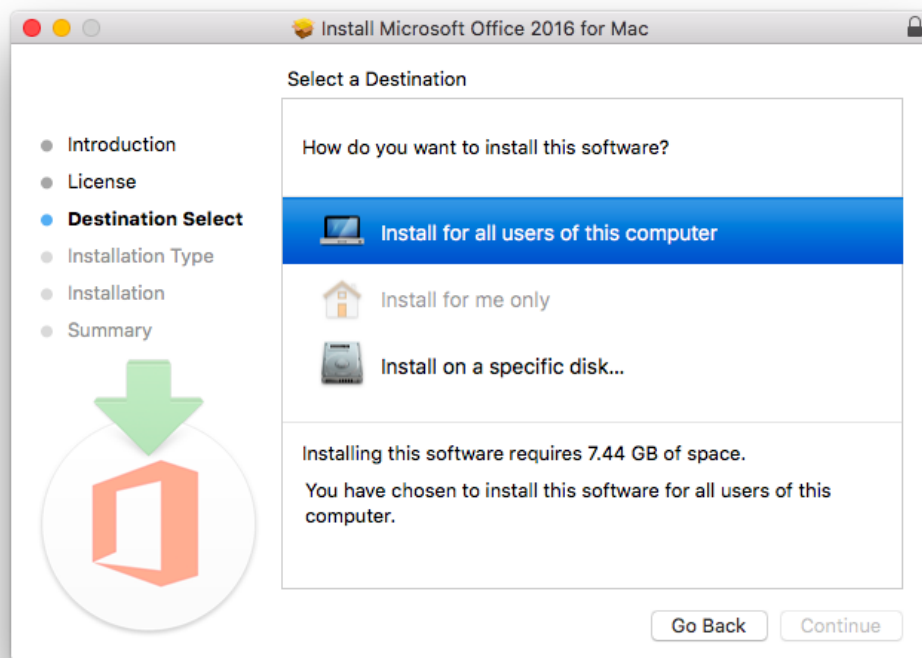 Install Microsoft Office 2016 for Mac
Select a Destination
Introduction
License
Destination Select
Installation Type
Installation
Summary
How do you want to install this software?
Install for all users of this computer
Install for me only
Install on a specific disk...
Installing this software requires 7.44 GB of space.
You have chosen to install this software for all users of this
computer.
Go Back
Continue